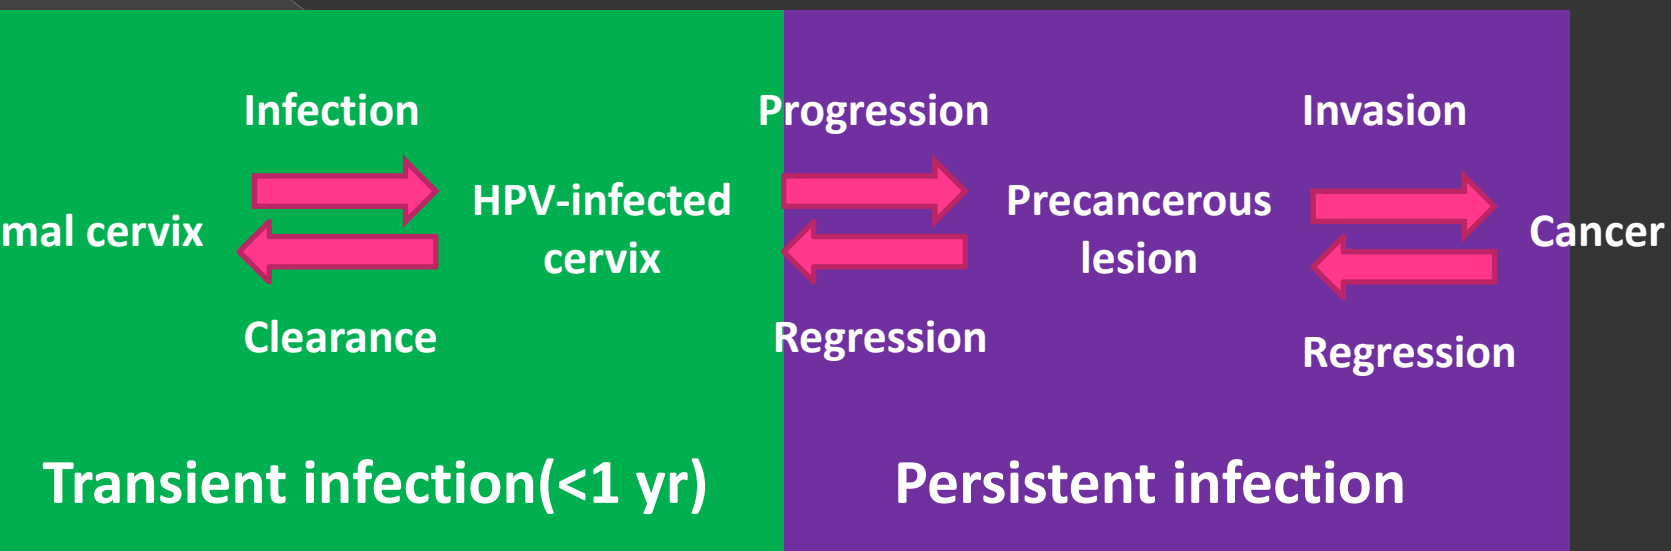 Infection
Progression
Invasion
mal cervix
HPV-infected
cervix
Precancerous
lesion
Cancer
Clearance
Regression
Regression
Transient infection(<1 yr)
Persistent infection